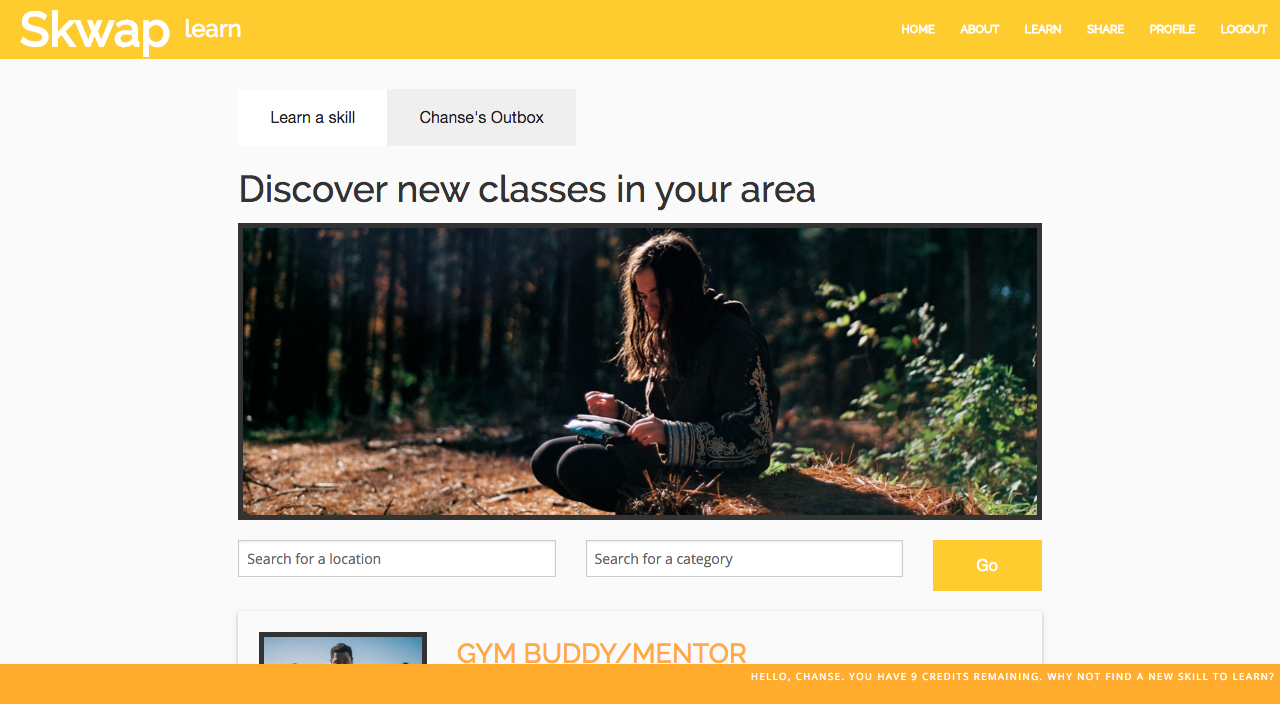 Skwap learn HOME ABOUT LEARN SHARE PROFILE LOGOUT
Learn a skill Chanse's Outbox
Discover new classes in your area
Search for a location Search for a category Go
GYM BUDDY/MENTOR
HELLO, CHANSE. YOU HAVE 9 CREDITS REMAINING. WHY NOT FIND A NEW SKILL TO LEARN?